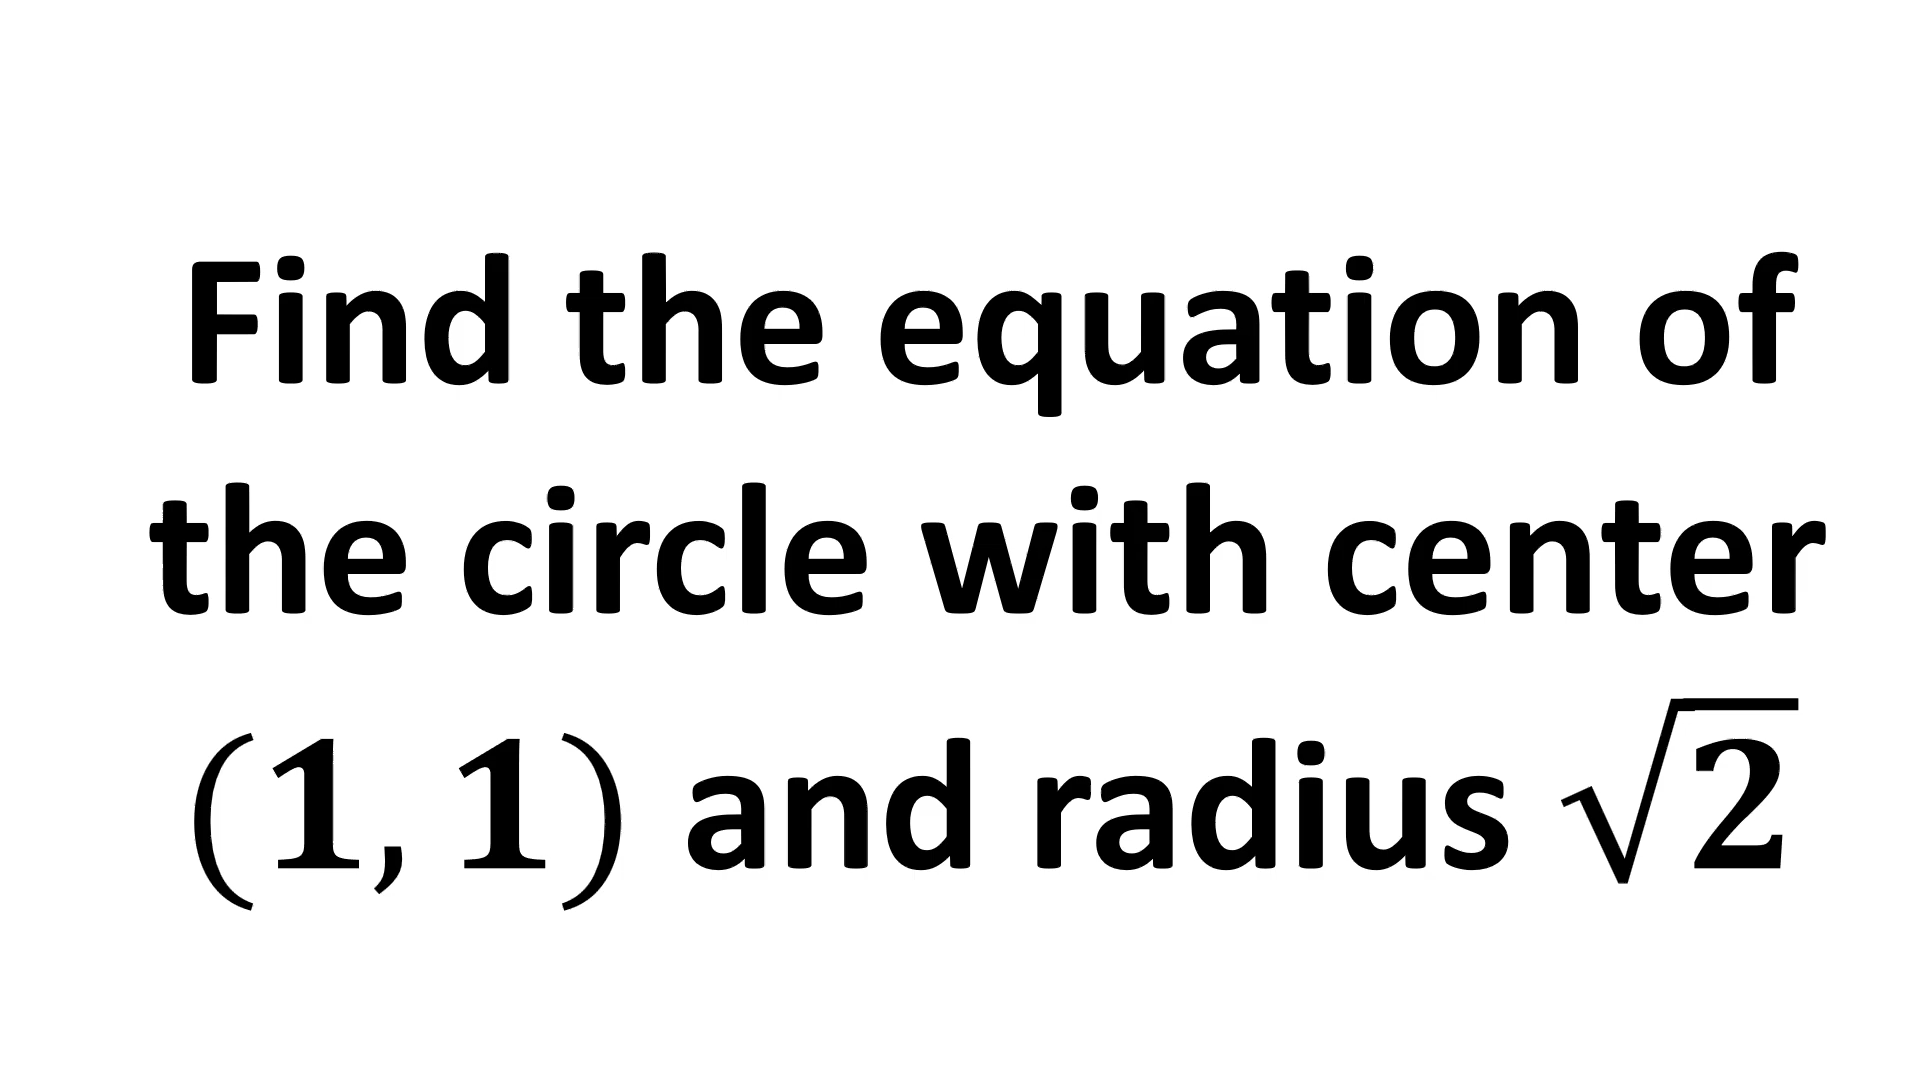 Find the equation of
the circle with center
(1, 1) and radius √2